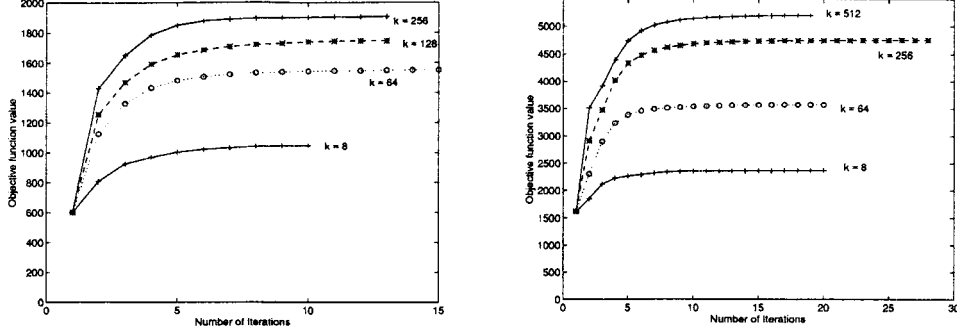 2000
1800
1600
1400
1200
1000
800
600
400
200
0
Objective function value
k = 256
k = 128
k = 64
k = 8
0
5
10
15
Number of Iterations
5000
4500
4000
3500
3000
2500
2000
1500
1000
500
0
Objective function value
k = 512
k = 256
k = 64
k = 8
0
5
10
15
20
25
30
Number of Iterations